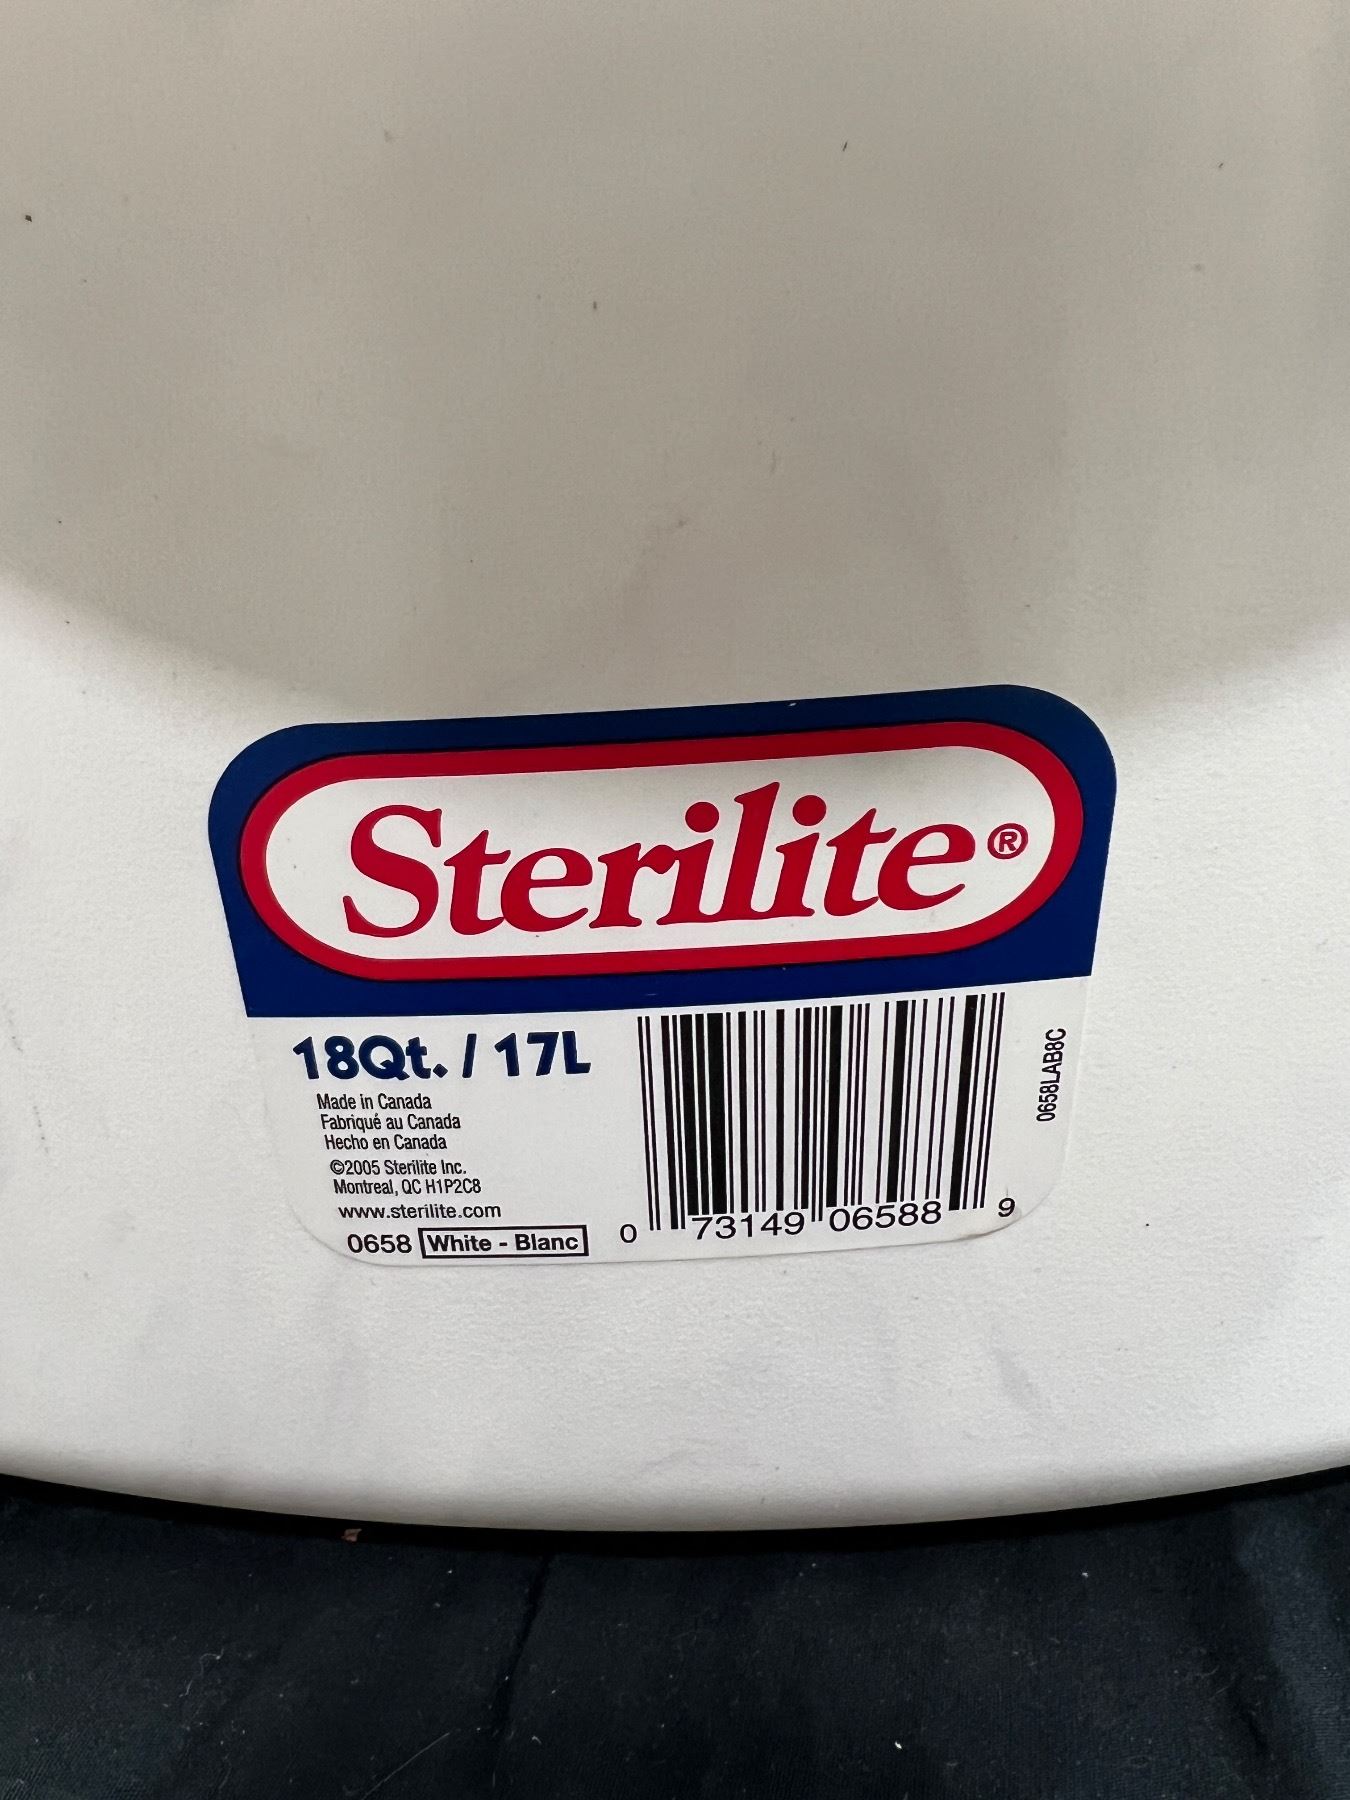 Sterilite®
18Qt. / 17L
Made in Canada
Fabriqué au Canada
Hecho en Canada
©2005 Sterilite Inc.
Montreal, QC H1P2C8
www.sterilite.com
0658 White - Blanc
0 73149 06588 9
0658LAB8C